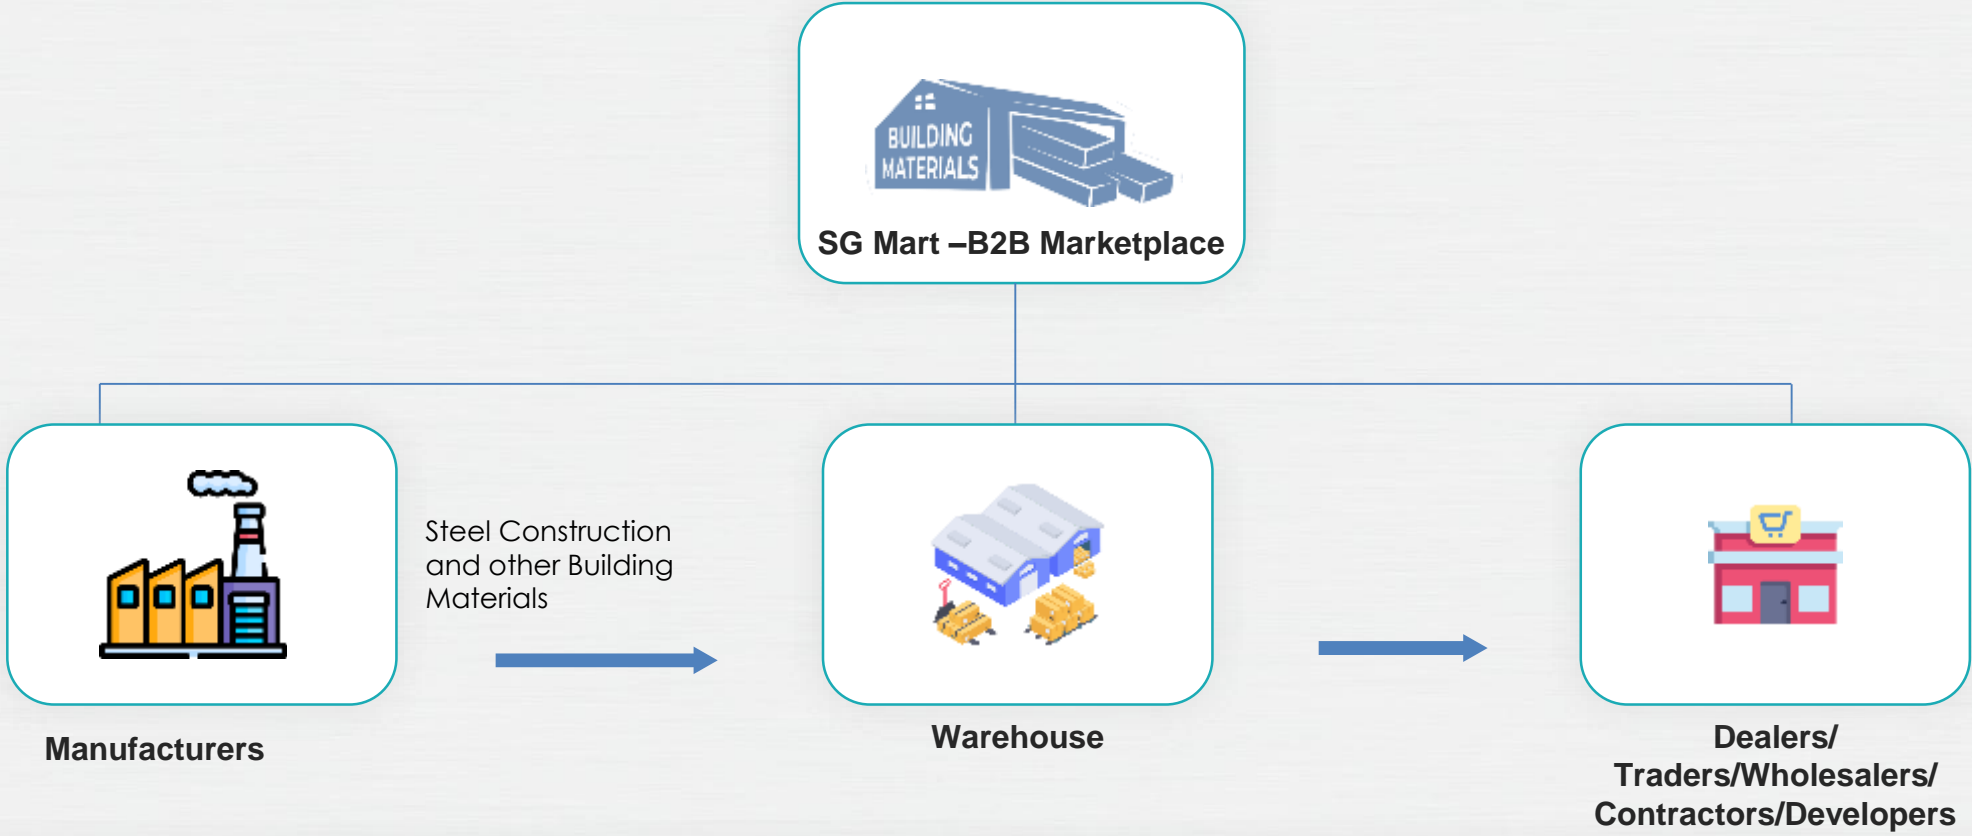 BUILDING
MATERIALS
SG Mart –B2B Marketplace
Steel Construction
and other Building
Materials
Manufacturers
Warehouse
Dealers/
Traders/Wholesalers/
Contractors/Developers